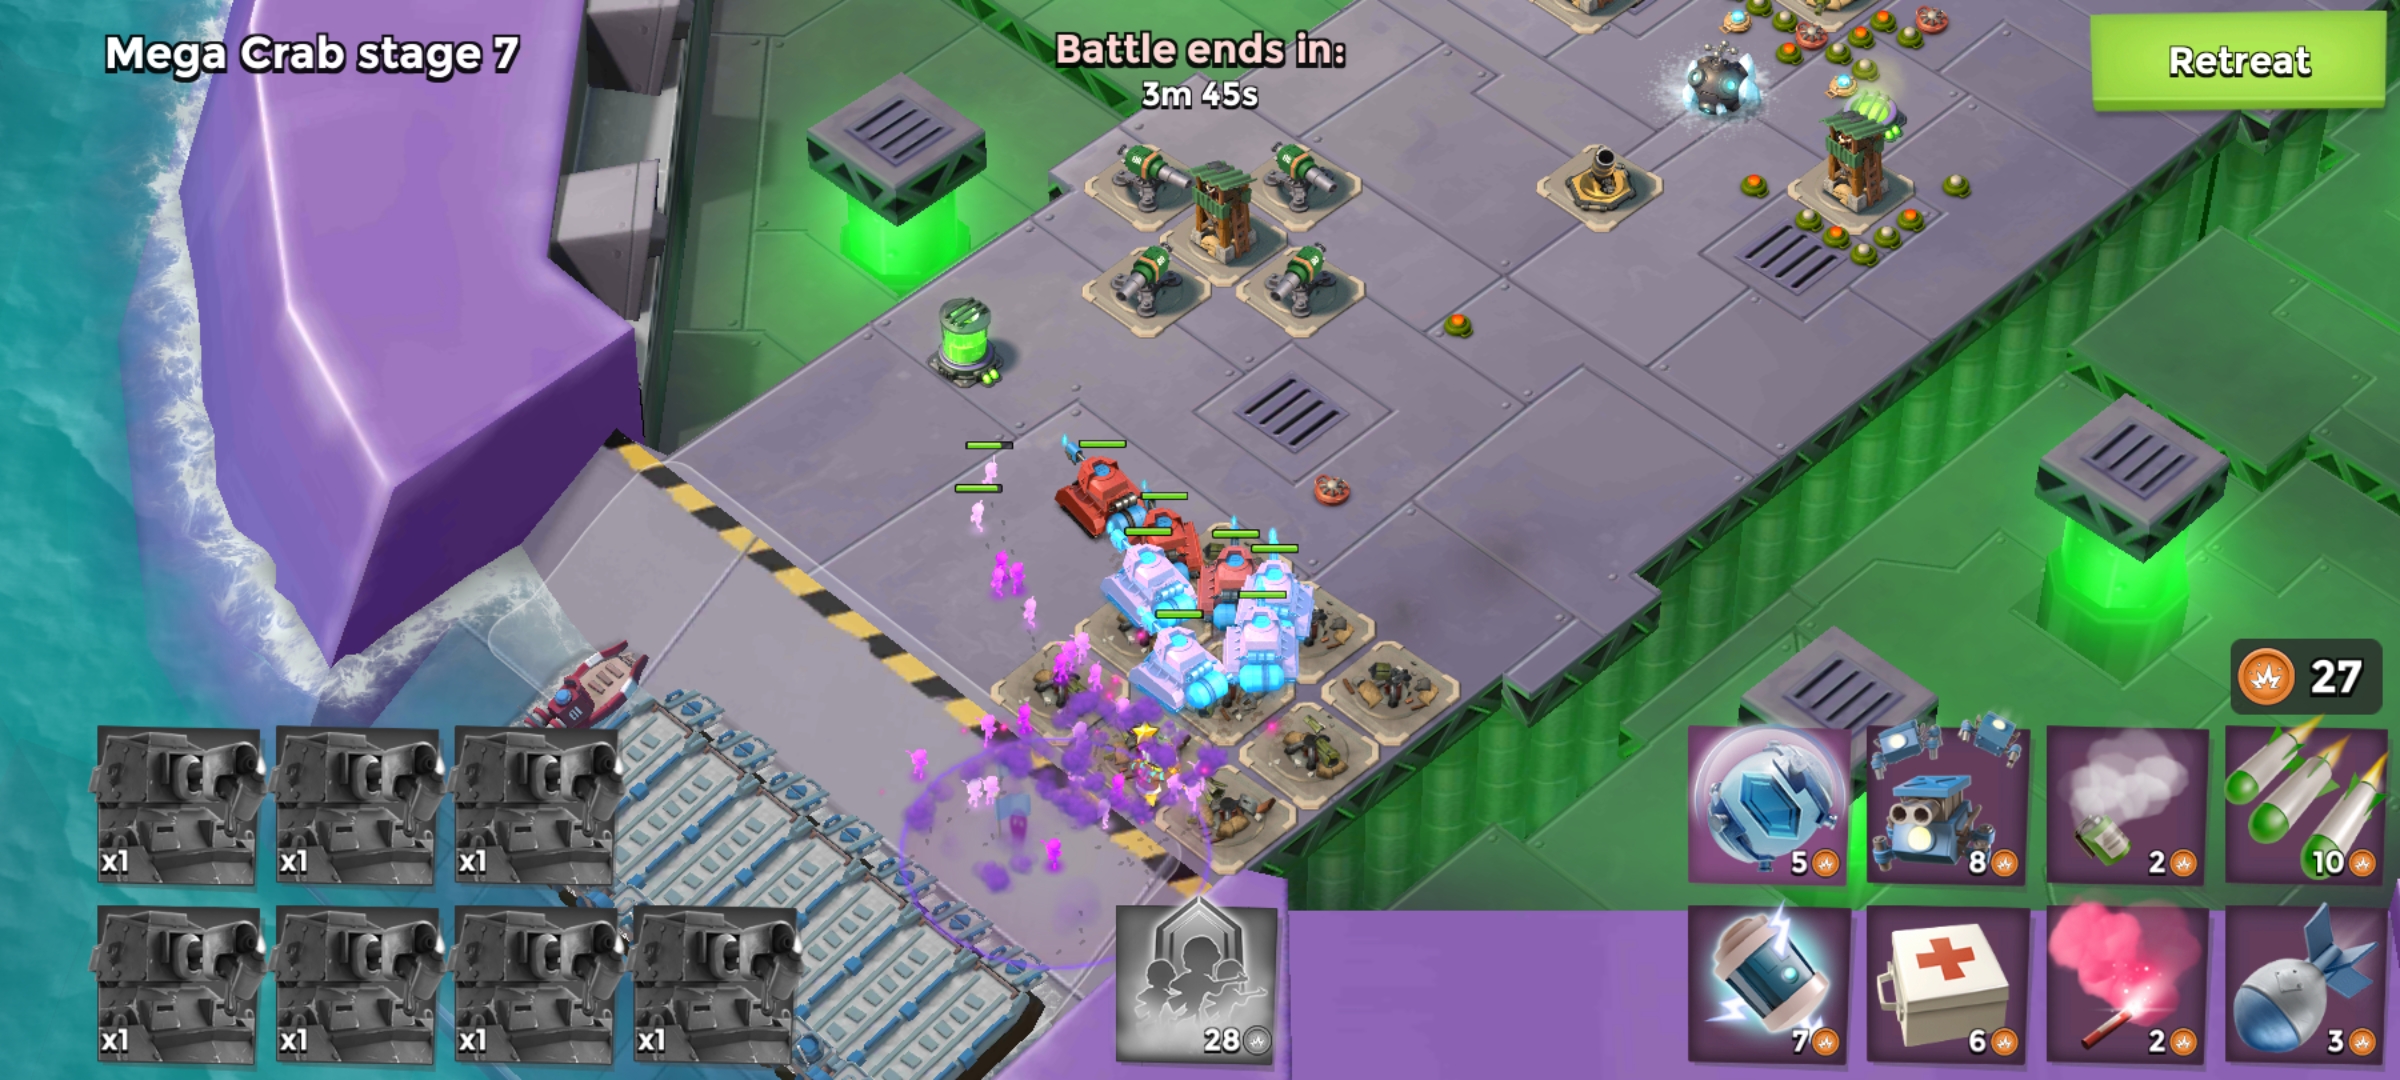 Mega Crab stage 7
Battle ends in:
3m 45s
Retreat
27
x1
x1
x1
5
8
2
10
x1
x1
x1
x1
28
7
6
2
3